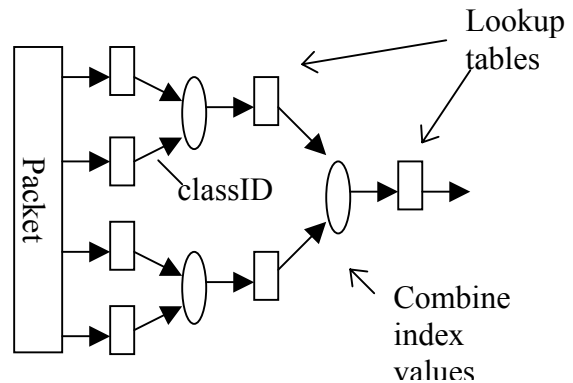 Lookup
tables
Packet
classID
Combine
index
values